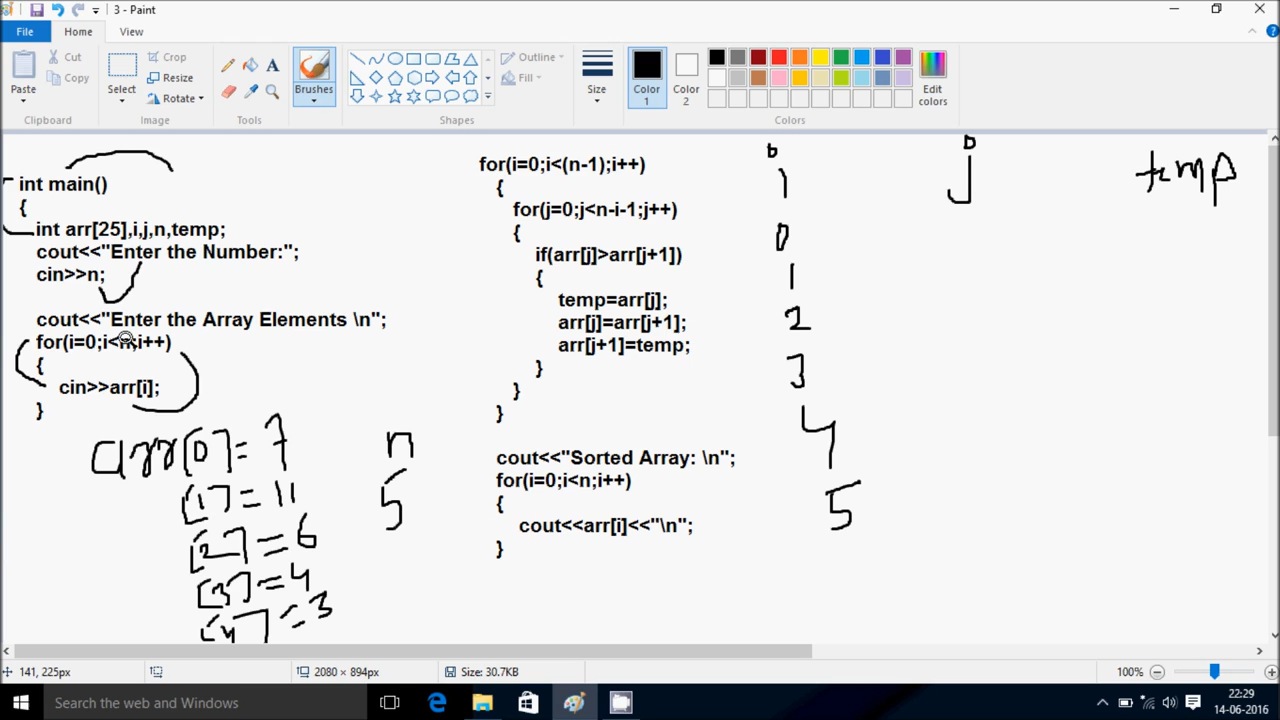 3 - Paint
File
Home
View
Paste
Cut
Copy
Clipboard
Select
Crop
Resize
Rotate
Image
A
Tools
Brushes
Outline
Fill
Shapes
Size
Color
1
Color
2
Edit
colors
Colors
int main()
{
int arr[25],i,j,n,temp;
cout<<"Enter the Number:";
cin>>n;
cout<<"Enter the Array Elements \n";
for(i=0;i<n;i++)
{
cin>>arr[i];
}
arr[0]=7
[1]=11
[2]=6
[3]=4
[4]=3
n
5
for(i=0;i<(n-1);i++)
{
for(j=0;j<n-i-1;j++)
{
if(arr[j]>arr[j+1])
{
temp=arr[j];
arr[j]=arr[j+1];
arr[j+1]=temp;
}
}
}
cout<<"Sorted Array: \n";
for(i=0;i<n;i++)
{
cout<<arr[i]<<"\n";
}
i
0
1
2
3
4
5
j
temp
141, 225px
2080 × 894px
Size: 30.7KB
100%
Search the web and Windows
22:29
14-06-2016